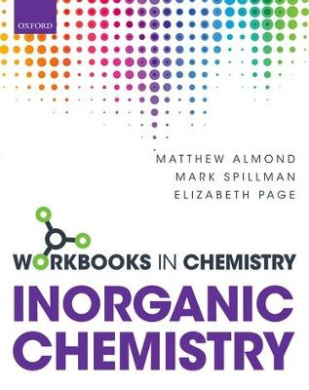 OXFORD
MATTHEW ALMOND
MARK SPILLMAN
ELIZABETH PAGE
WORKBOOKS IN CHEMISTRY
INORGANIC
CHEMISTRY